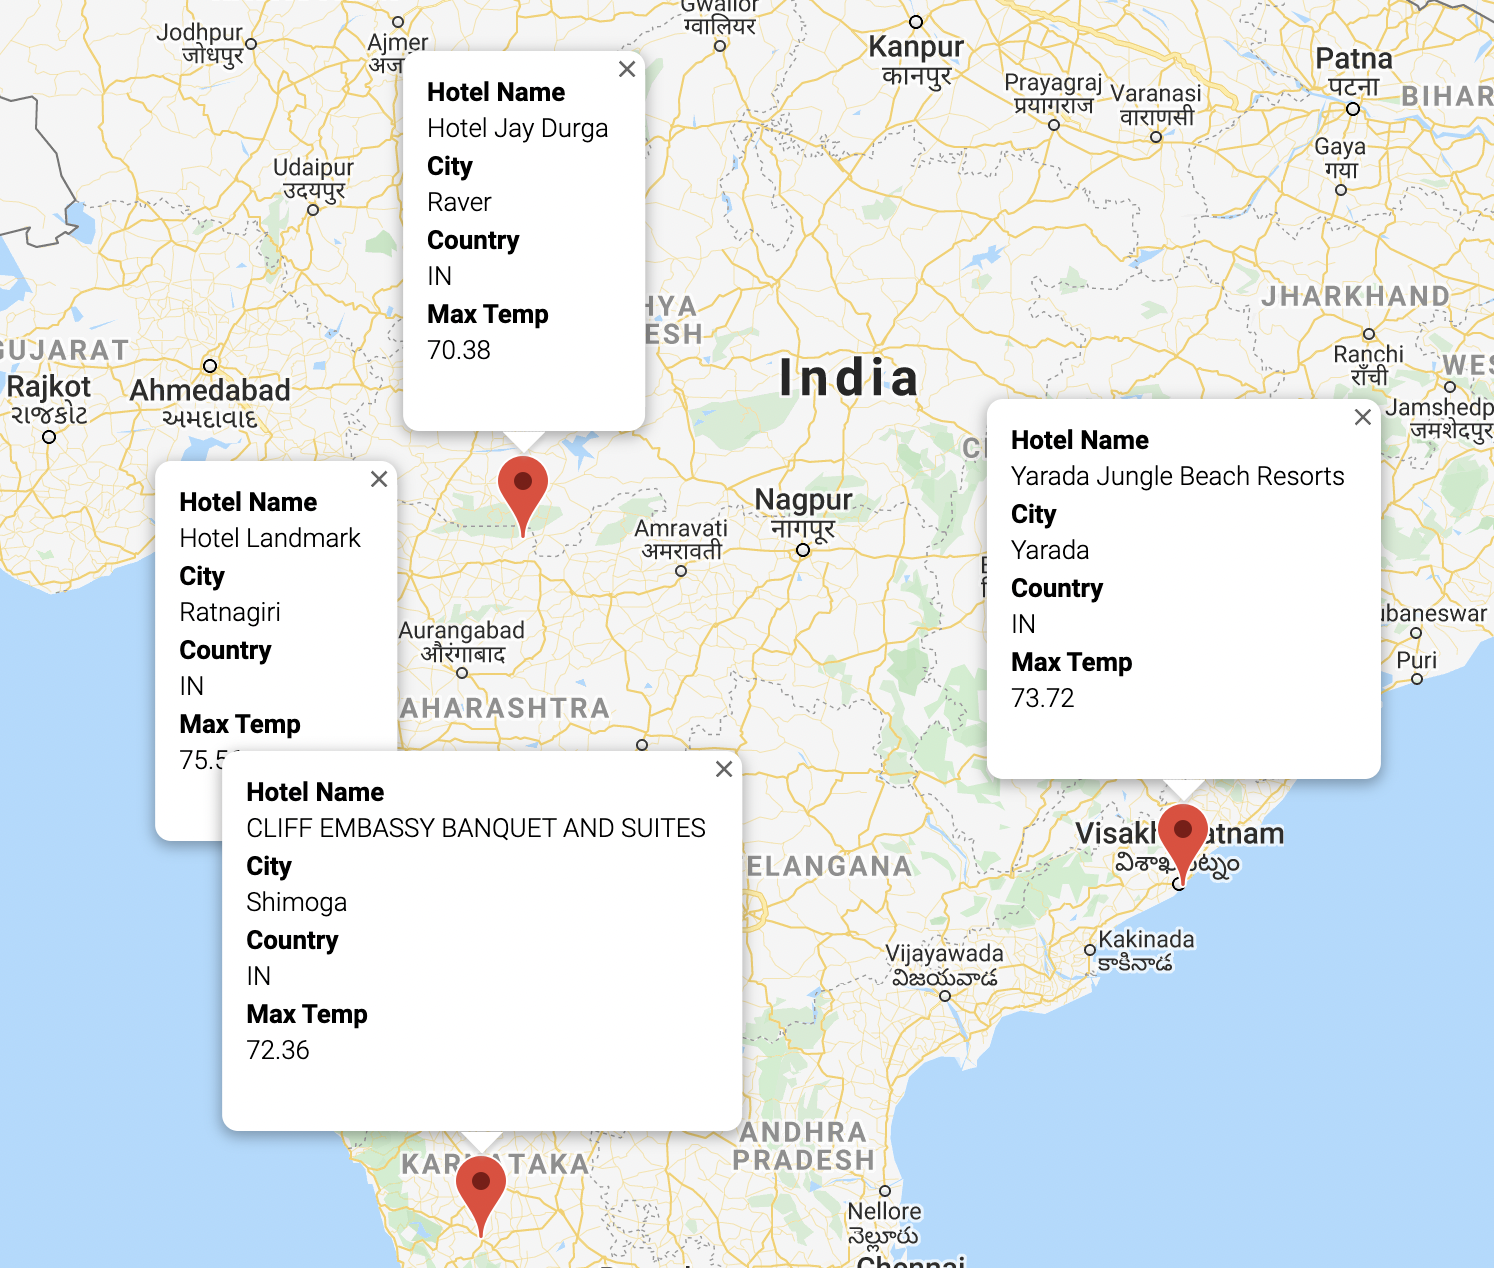 Jodhpur
जोधपुर
Ajmer
Gwalior
ग्वालियर
Kanpur
कानपुर
Prayagraj
प्रयागराज
Varanasi
वाराणसी
Patna
पटना
BIHAR
Gaya
गया
Udaipur
उदयपुर
Hotel Name
Hotel Jay Durga
City
Raver
Country
IN
Max Temp
70.38
HYA
ESH
JHARKHAND
Ranchi
राँची
WES
Jamshedp
जमशेदपुर
GUJARAT
Rajkot
રાજકોટ
Ahmedabad
અમદાવાદ
India
Hotel Name
Hotel Landmark
City
Ratnagiri
Country
IN
Max Temp
75.5
Amravati
अमरावती
Nagpur
नागपूर
Aurangabad
औरंगाबाद
AHARASHTRA
Hotel Name
Yarada Jungle Beach Resorts
City
Yarada
Country
IN
Max Temp
73.72
ubaneswar
Puri
Hotel Name
CLIFF EMBASSY BANQUET AND SUITES
City
Shimoga
Country
IN
Max Temp
72.36
ELANGANA
Visakh atnam
Vijayawada
విజయవాడ
Kakinada
కాకినాడ
ANDHRA
PRADESH
KARNATAKA
Nellore
నెల్లూరు
Chennai